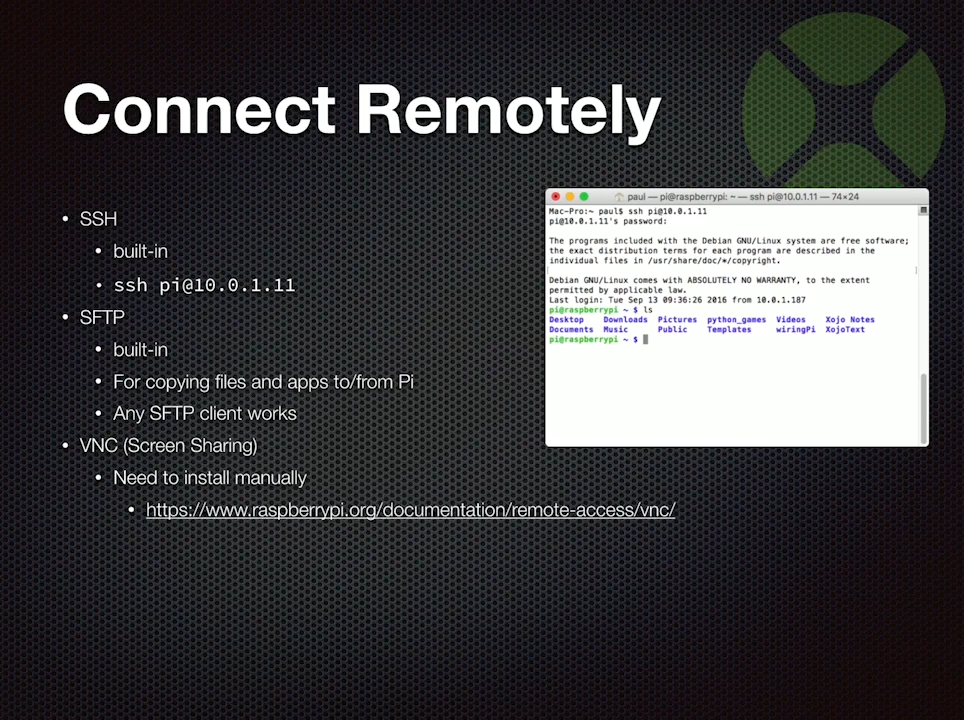 Connect Remotely
• SSH
• built-in
• ssh pi@10.0.1.11
• SFTP
• built-in
• For copying files and apps to/from Pi
• Any SFTP client works
• VNC (Screen Sharing)
• Need to install manually
• https://www.raspberrypi.org/documentation/remote-access/vnc/
paul — pi@raspberrypi: ~ — ssh pi@10.0.1.11 — 74×24
Mac-Pro:~ paul$ ssh pi@10.0.1.11
pi@10.0.1.11's password:
The programs included with the Debian GNU/Linux system are free software;
the exact distribution terms for each program are described in the
individual files in /usr/share/doc/*/copyright.
Debian GNU/Linux comes with ABSOLUTELY NO WARRANTY, to the extent
permitted by applicable law.
Last login: Tue Sep 13 09:36:26 2016 from 10.0.1.187
pi@raspberrypi ~ $ ls
Desktop Downloads Pictures python_games Videos Xojo Notes
Documents Music Public Templates wiringPi XojoText
pi@raspberrypi ~ $